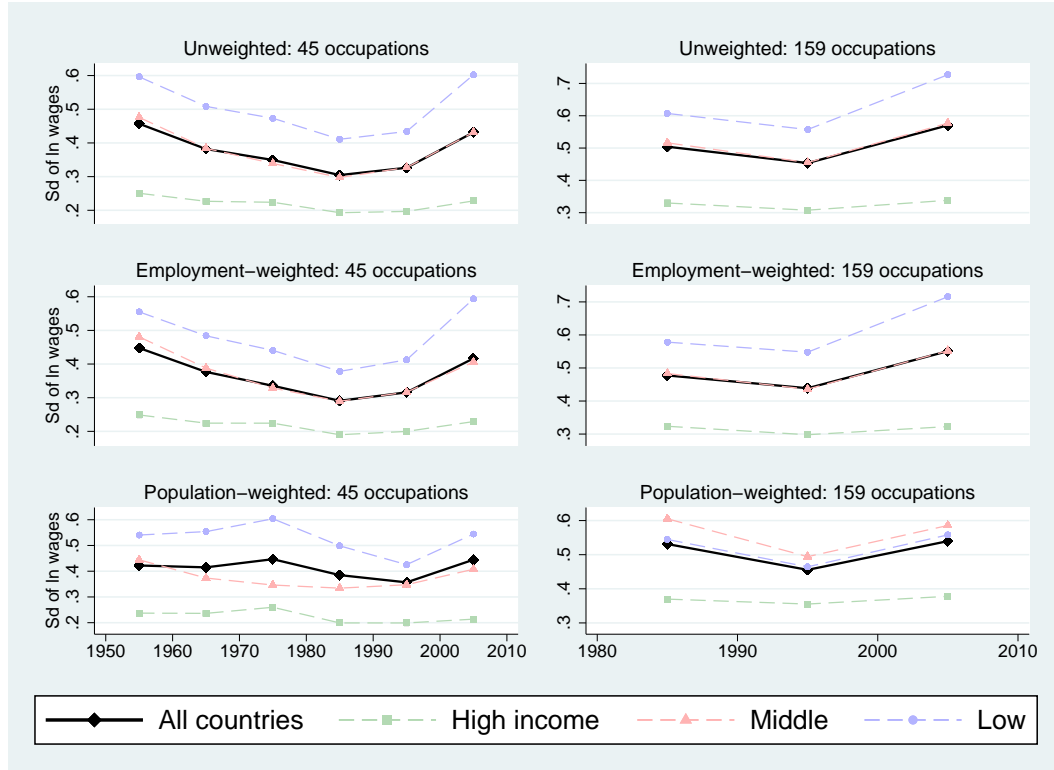 Unweighted: 45 occupations
Unweighted: 159 occupations
Sd of ln wages
.6
.5
.4
.3
.2
.7
.6
.5
.4
.3
Employment−weighted: 45 occupations
Employment−weighted: 159 occupations
Sd of ln wages
.6
.5
.4
.3
.2
.7
.6
.5
.4
.3
Population−weighted: 45 occupations
Population−weighted: 159 occupations
Sd of ln wages
.6
.5
.4
.3
.2
.6
.5
.4
.3
1950 1960 1970 1980 1990 2000 2010
1980 1990 2000 2010
All countries High income Middle Low